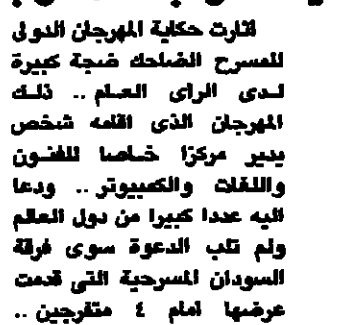 اثارت حكاية المهرجان الدولى
للمسرح الضاحك ضجة كبيرة
لدى الراى العام .. ذلك
المهرجان الذى اقامه شخص
يدير مركزا خاصا للفنون
واللغات والكمبيوتر .. ودعا
اليه عددا كبيرا من دول العالم
ولم تلب الدعوة سوى فرقة
السودان المسرحية التى قدمت
عرضها امام ٤ متفرجين ..